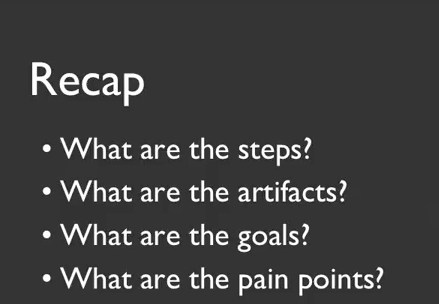 Recap
• What are the steps?
• What are the artifacts?
• What are the goals?
• What are the pain points?